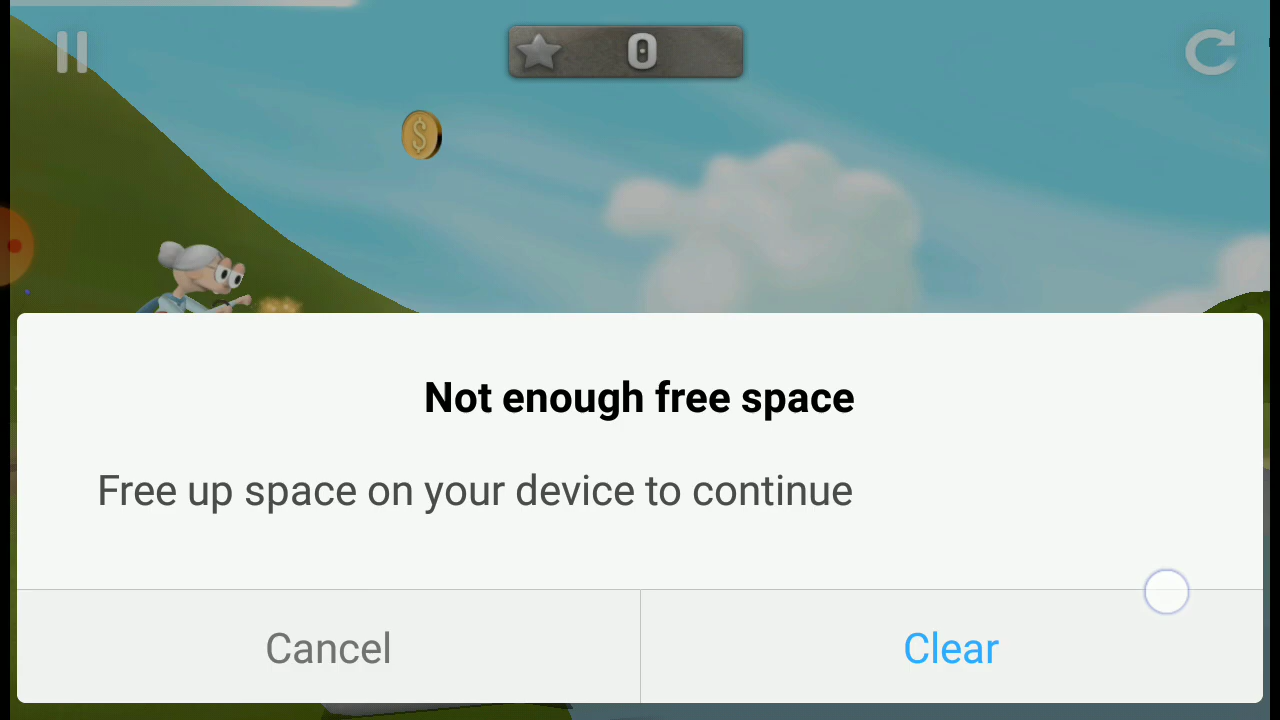 0
$
Not enough free space
Free up space on your device to continue
Cancel
Clear